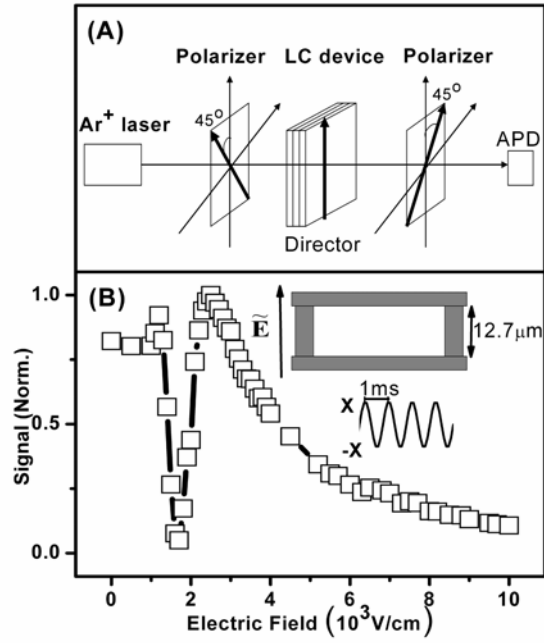 (A)
Polarizer LC device Polarizer
45° 45°
Ar+ laser
APD
Director
(B)
Ẽ
12.7μm
1ms
X
-X
1.0
0.5
0.0
Signal (Norm.)
0 2 4 6 8 10
Electric Field (10³V/cm)